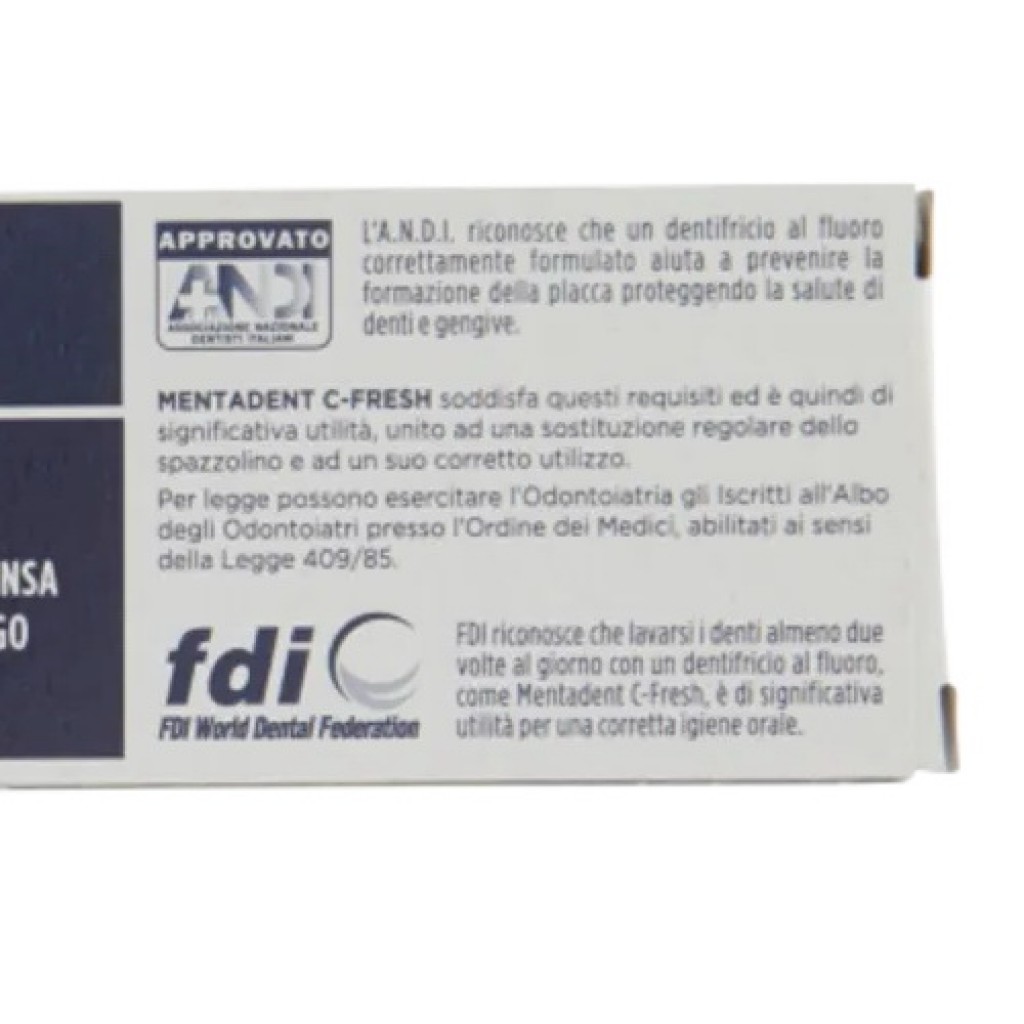 NSA
GO
APPROVATO
ANDI
ASSOCIAZIONE NAZIONALE
DENTISTI ITALIANI
L'A.N.D.I. riconosce che un dentifricio al fluoro
correttamente formulato aiuta a prevenire la
formazione della placca proteggendo la salute di
denti e gengive.
MENTADENT C-FRESH soddisfa questi requisiti ed è quindi di
significativa utilità, unito ad una sostituzione regolare dello
spazzolino e ad un suo corretto utilizzo.
Per legge possono esercitare l'Odontoiatria gli Iscritti all'Albo
degli Odontoiatri presso l'Ordine dei Medici, abilitati ai sensi
della Legge 409/85.
fdi
FDI World Dental Federation
FDI riconosce che lavarsi i denti almeno due
volte al giorno con un dentifricio al fluoro,
come Mentadent C-Fresh, è di significativa
utilità per una corretta igiene orale.